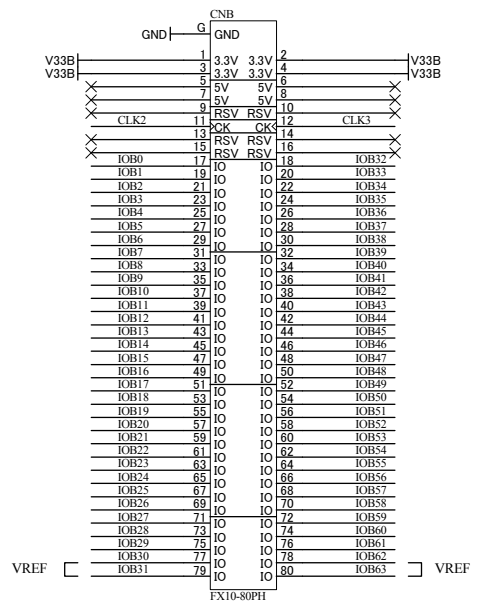 CNB
GND G GND
V33B 1 3.3V 3.3V 2 V33B
V33B 3 3.3V 3.3V 4 V33B
5 5V 5V 6
7 5V 5V 8
9 RSV RSV 10
CLK2 11 CK CK 12 CLK3
13 RSV RSV 14
15 RSV RSV 16
IOB0 17 IO IO 18 IOB32
IOB1 19 IO IO 20 IOB33
IOB2 21 IO IO 22 IOB34
IOB3 23 IO IO 24 IOB35
IOB4 25 IO IO 26 IOB36
IOB5 27 IO IO 28 IOB37
IOB6 29 IO IO 30 IOB38
IOB7 31 IO IO 32 IOB39
IOB8 33 IO IO 34 IOB40
IOB9 35 IO IO 36 IOB41
IOB10 37 IO IO 38 IOB42
IOB11 39 IO IO 40 IOB43
IOB12 41 IO IO 42 IOB44
IOB13 43 IO IO 44 IOB45
IOB14 45 IO IO 46 IOB46
IOB15 47 IO IO 48 IOB47
IOB16 49 IO IO 50 IOB48
IOB17 51 IO IO 52 IOB49
IOB18 53 IO IO 54 IOB50
IOB19 55 IO IO 56 IOB51
IOB20 57 IO IO 58 IOB52
IOB21 59 IO IO 60 IOB53
IOB22 61 IO IO 62 IOB54
IOB23 63 IO IO 64 IOB55
IOB24 65 IO IO 66 IOB56
IOB25 67 IO IO 68 IOB57
IOB26 69 IO IO 70 IOB58
IOB27 71 IO IO 72 IOB59
IOB28 73 IO IO 74 IOB60
IOB29 75 IO IO 76 IOB61
IOB30 77 IO IO 78 IOB62
VREF IOB31 79 IO IO 80 IOB63 VREF
FX10-80PH